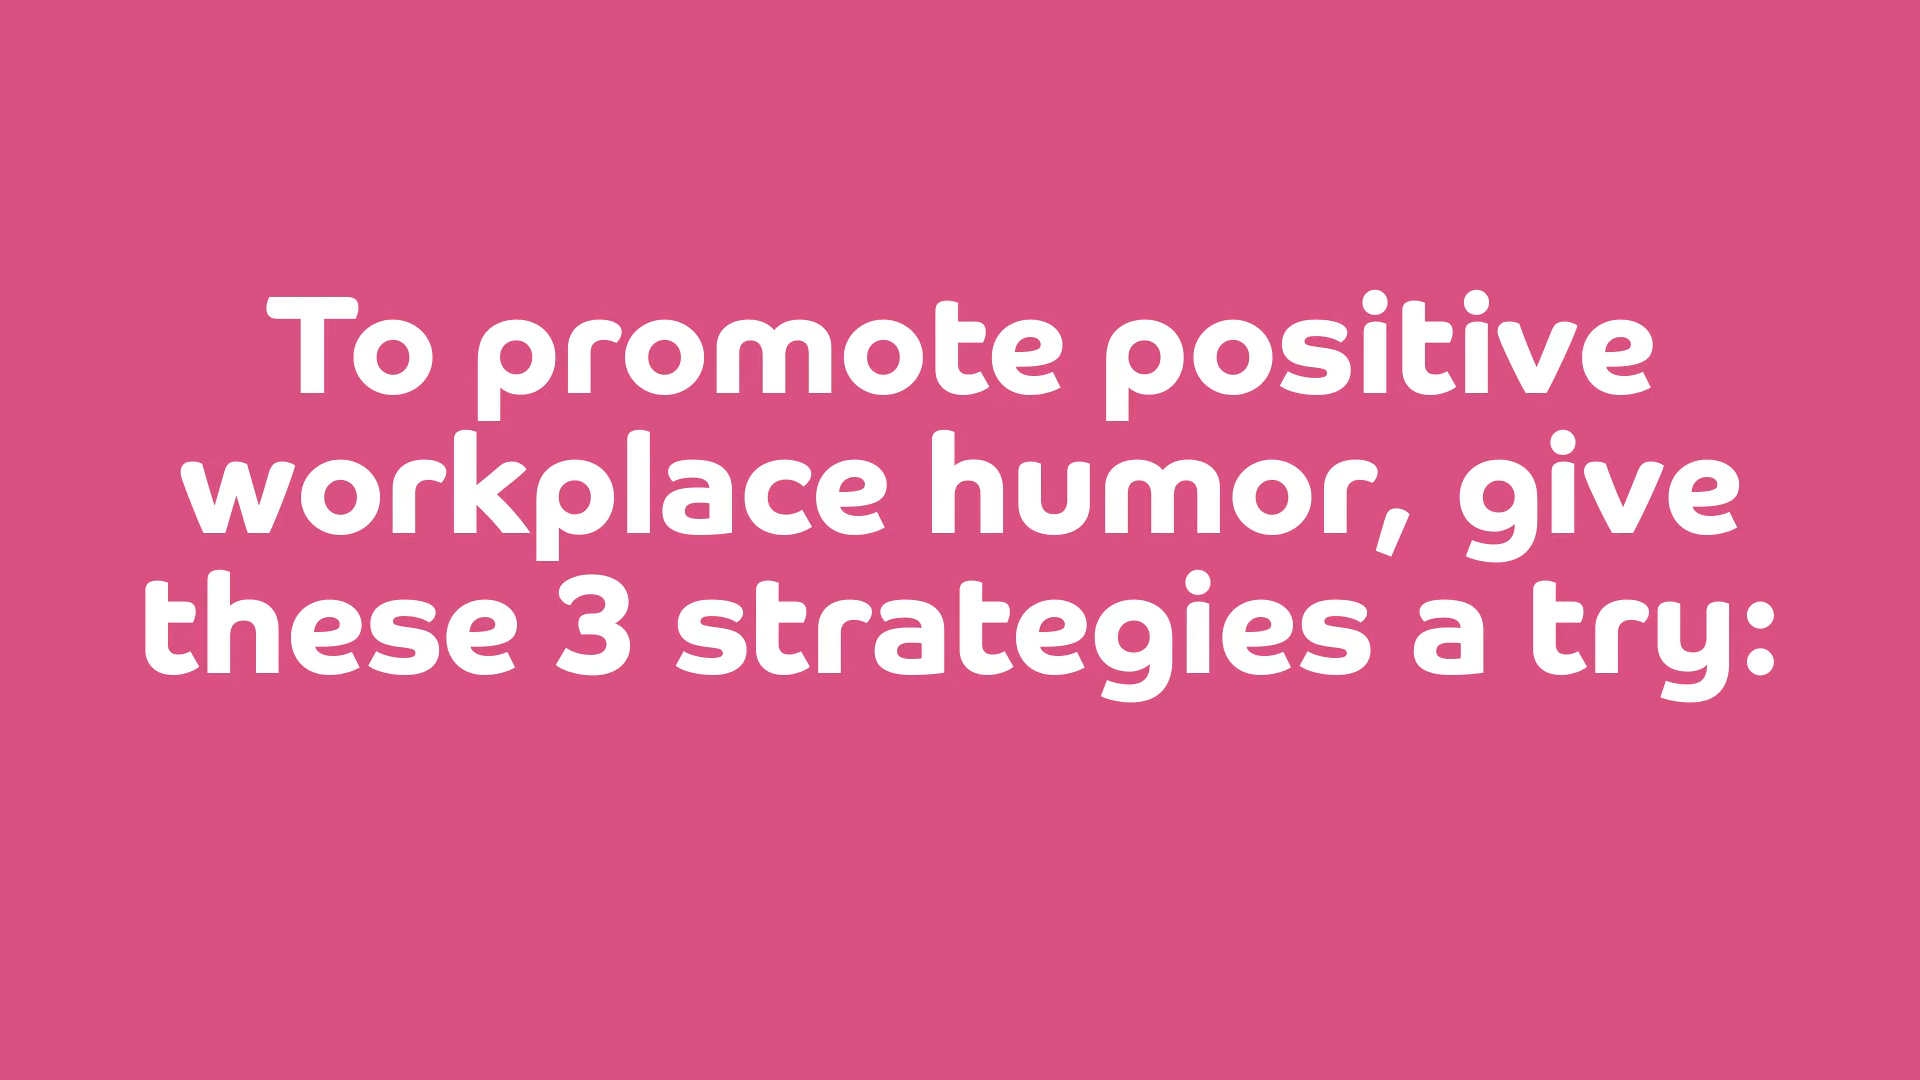 To promote positive
workplace humor, give
these 3 strategies a try: